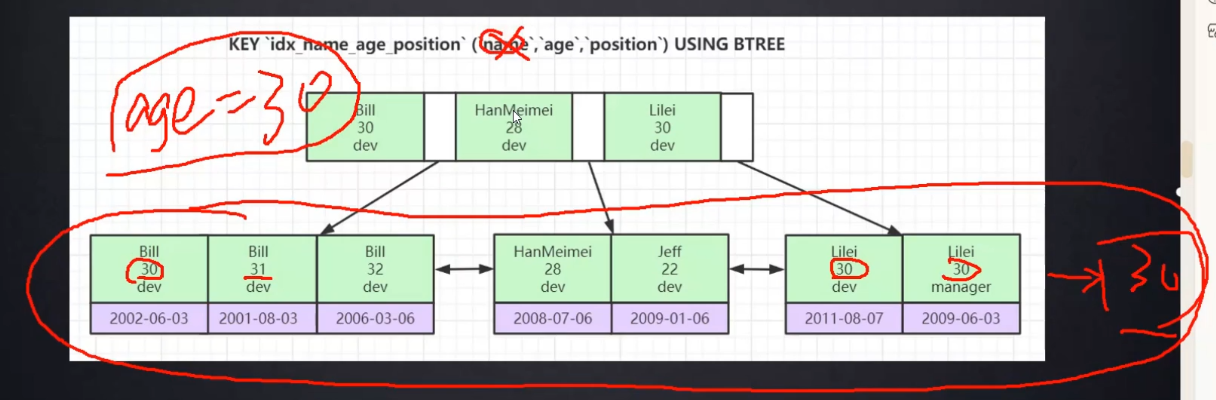 KEY `idx_name_age_position` (`name`,`age`,`position`) USING BTREE
age=30
Bill
30
dev
HanMeimei
28
dev
Lilei
30
dev
Bill
30
dev
2002-06-03
Bill
31
dev
2001-08-03
Bill
32
dev
2006-03-06
HanMeimei
28
dev
2008-07-06
Jeff
22
dev
2009-01-06
Lilei
30
dev
2011-08-07
Lilei
30
manager
2009-06-03
30